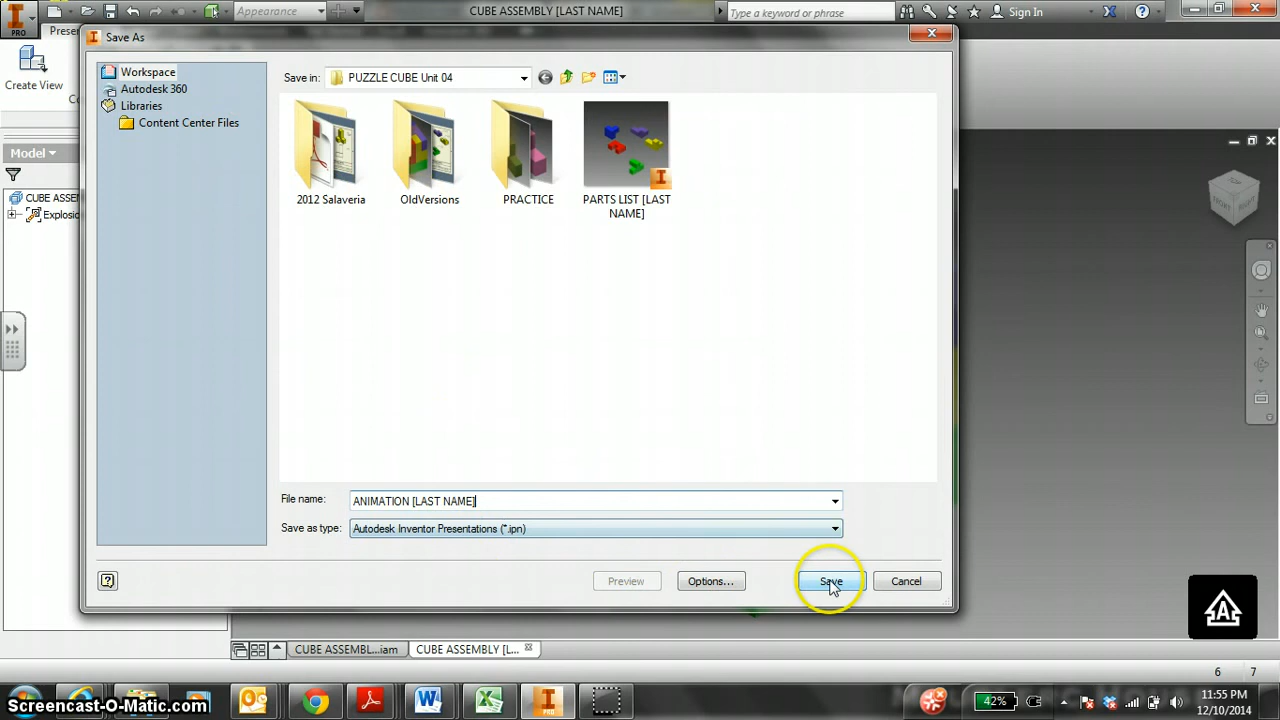 Appearance
CUBE ASSEMBLY [LAST NAME]
Type a keyword or phrase
Sign In
PRO
Save As
Create View
Workspace
Autodesk 360
Libraries
Content Center Files
Save in:
PUZZLE CUBE Unit 04
2012 Salaveria
OldVersions
PRACTICE
PARTS LIST [LAST
NAME]
Model
CUBE ASSE
Explosio
File name:
ANIMATION [LAST NAME]
Save as type:
Autodesk Inventor Presentations (*.ipn)
Preview
Options...
Save
Cancel
CUBE ASSEMBL...iam
CUBE ASSEMBLY [L...
6 7
42%
11:55 PM
12/10/2014
Screencast-O-Matic.com